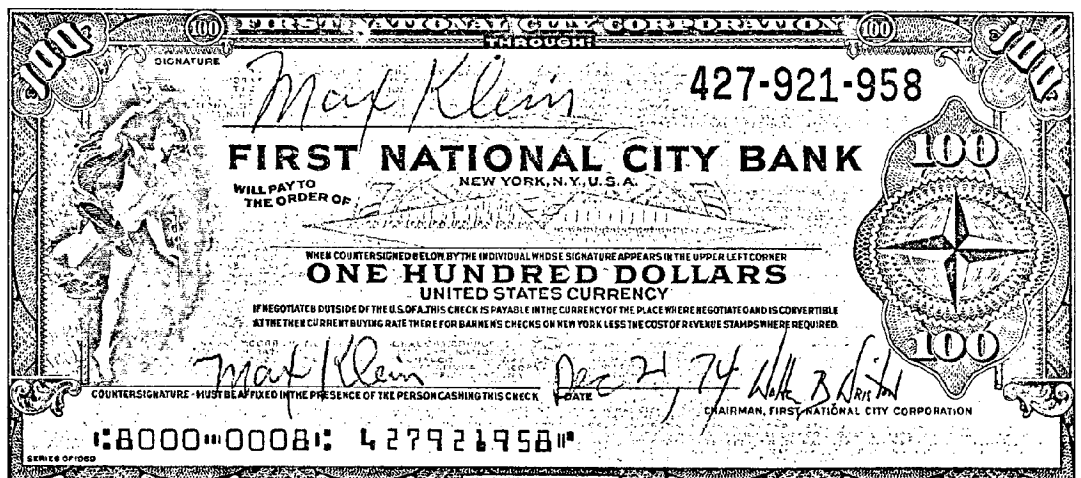 100 FIRST NATIONAL CITY CORPORATION 100
100 THROUGH: 100
SIGNATURE
Max Klein 427-921-958
FIRST NATIONAL CITY BANK
NEW YORK, N.Y., U.S.A.
100
WILL PAY TO
THE ORDER OF
WHEN COUNTERSIGNED BELOW, BY THE INDIVIDUAL WHOSE SIGNATURE APPEARS IN THE UPPER LEFT CORNER
ONE HUNDRED DOLLARS
UNITED STATES CURRENCY
IF NEGOTIATED OUTSIDE OF THE U.S. OF A. THIS CHECK IS PAYABLE IN THE CURRENCY OF THE PLACE WHERE NEGOTIATED AND IS CONVERTIBLE
AT THE THEN CURRENT BUYING RATE THERE FOR BANKERS CHECKS ON NEW YORK LESS THE COST OF REVENUE STAMPS WHERE REQUIRED.
100
Max Klein Dec 21, 74 Walter B Wriston
COUNTERSIGNATURE - MUST BE AFFIXED IN THE PRESENCE OF THE PERSON CASHING THIS CHECK DATE
CHAIRMAN, FIRST NATIONAL CITY CORPORATION
⑆8000⑉0008⑆ 427921958⑈
SERIES OF